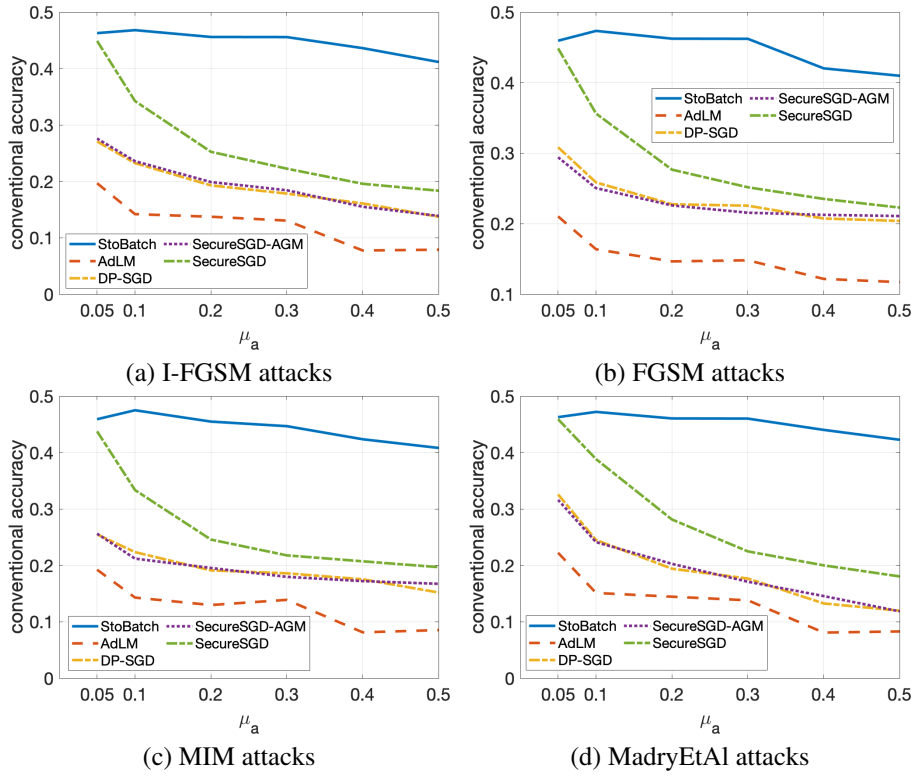 conventional accuracy
0.5
0.4
0.3
0.2
0.1
0
StoBatch
AdLM
DP-SGD
SecureSGD-AGM
SecureSGD
0.05 0.1 0.2 0.3 0.4 0.5
μa
(a) I-FGSM attacks
conventional accuracy
0.5
0.4
0.3
0.2
0.1
StoBatch
AdLM
DP-SGD
SecureSGD-AGM
SecureSGD
0.05 0.1 0.2 0.3 0.4 0.5
μa
(b) FGSM attacks
conventional accuracy
0.5
0.4
0.3
0.2
0.1
0
StoBatch
AdLM
DP-SGD
SecureSGD-AGM
SecureSGD
0.05 0.1 0.2 0.3 0.4 0.5
μa
(c) MIM attacks
conventional accuracy
0.5
0.4
0.3
0.2
0.1
0
StoBatch
AdLM
DP-SGD
SecureSGD-AGM
SecureSGD
0.05 0.1 0.2 0.3 0.4 0.5
μa
(d) MadryEtAl attacks